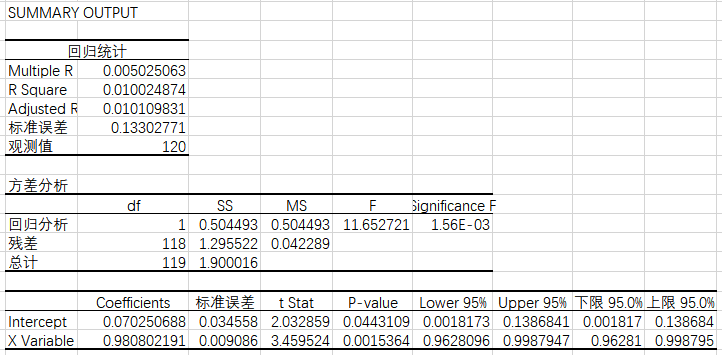 SUMMARY OUTPUT
回归统计
Multiple R 0.005025063
R Square 0.010024874
Adjusted R 0.010109831
标准误差 0.13302771
观测值 120
方差分析
df SS MS F Significance F
回归分析 1 0.504493 0.504493 11.652721 1.56E-03
残差 118 1.295522 0.042289
总计 119 1.900016
Coefficients 标准误差 t Stat P-value Lower 95% Upper 95% 下限 95.0% 上限 95.0%
Intercept 0.070250688 0.034558 2.032859 0.0443109 0.0018173 0.1386841 0.001817 0.138684
X Variable 0.980802191 0.009086 3.459524 0.0015364 0.9628096 0.9987947 0.96281 0.998795